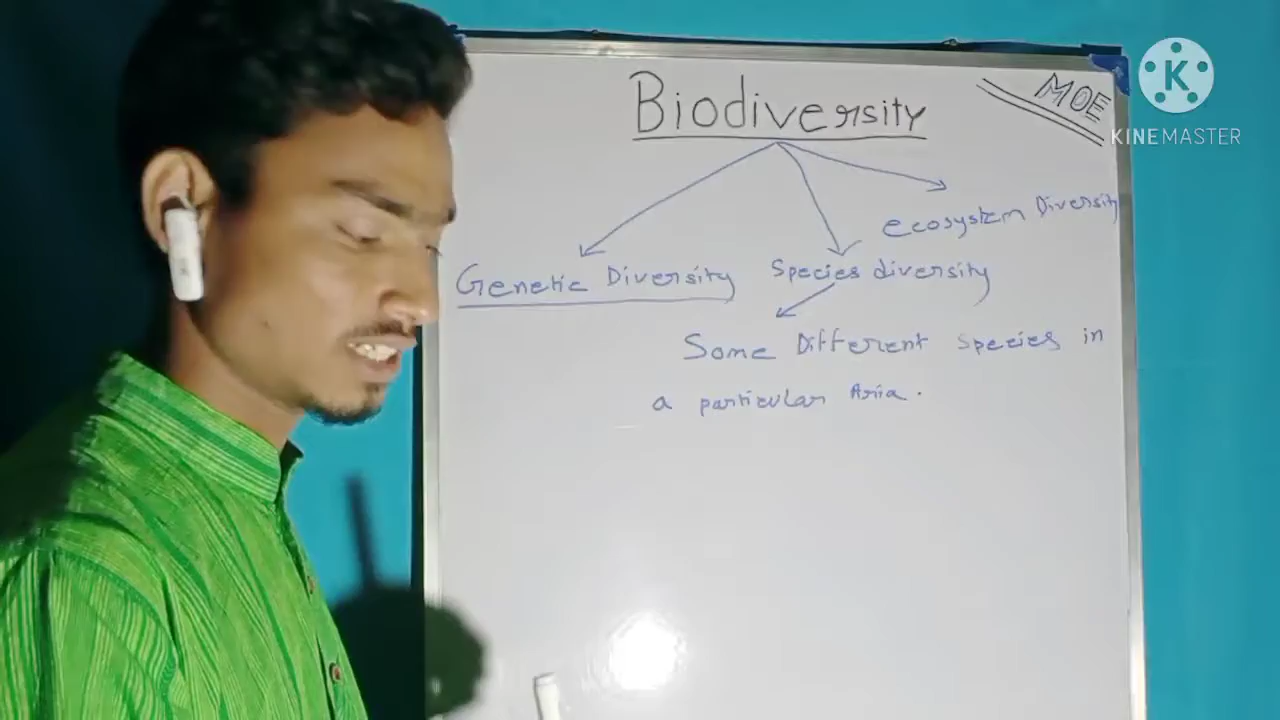 Biodiversity
MOE
KINEMASTER
ecosystem Diversity
Genetic Diversity
Species diversity
Some Different Species in
a particular Aria.